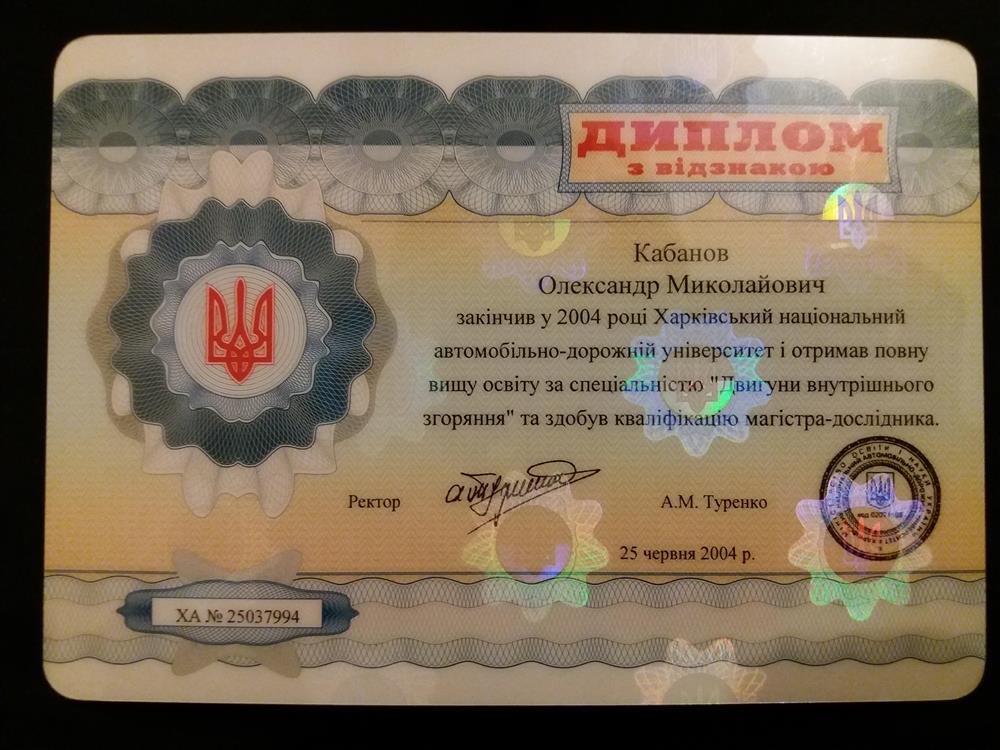 ДИПЛОМ
з відзнакою
Кабанов
Олександр Миколайович
закінчив у 2004 році Харківський національний
автомобільно-дорожній університет і отримав повну
вищу освіту за спеціальністю "Двигуни внутрішнього
згоряння" та здобув кваліфікацію магістра-дослідника.
Ректор
А.М. Туренко
25 червня 2004 р.
ХА № 25037994